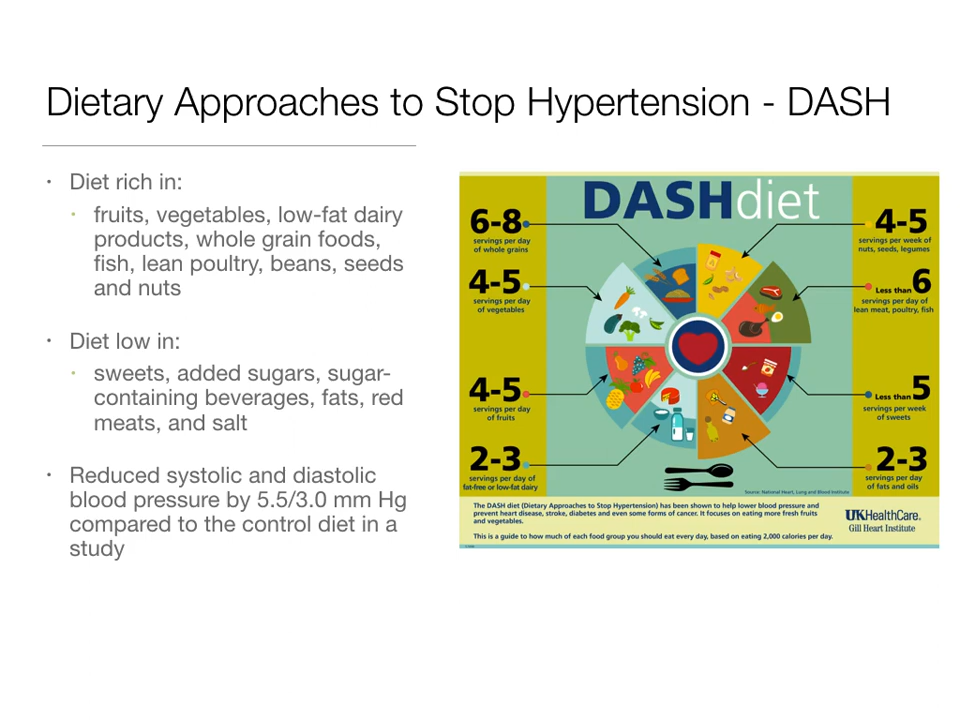 Dietary Approaches to Stop Hypertension - DASH
• Diet rich in:
• fruits, vegetables, low-fat dairy
products, whole grain foods,
fish, lean poultry, beans, seeds
and nuts
• Diet low in:
• sweets, added sugars, sugar-
containing beverages, fats, red
meats, and salt
• Reduced systolic and diastolic
blood pressure by 5.5/3.0 mm Hg
compared to the control diet in a
study
DASHdiet
6-8
servings per day
of whole grains
4-5
servings per day
of vegetables
4-5
servings per day
of fruits
2-3
servings per day of
fat-free or low-fat dairy
4-5
servings per week of
nuts, seeds, legumes
Less than 6
servings per day of
lean meat, poultry, fish
Less than 5
servings per week
of sweets
2-3
servings per day
of fats and oils
Source: National Heart, Lung and Blood Institute
The DASH diet (Dietary Approaches to Stop Hypertension) has been shown to help lower blood pressure and
prevent heart disease, stroke, diabetes and even some forms of cancer. It focuses on eating more fresh fruits
and vegetables.
This is a guide to how much of each food group you should eat every day, based on eating 2,000 calories per day.
UKHealthCare.
Gill Heart Institute